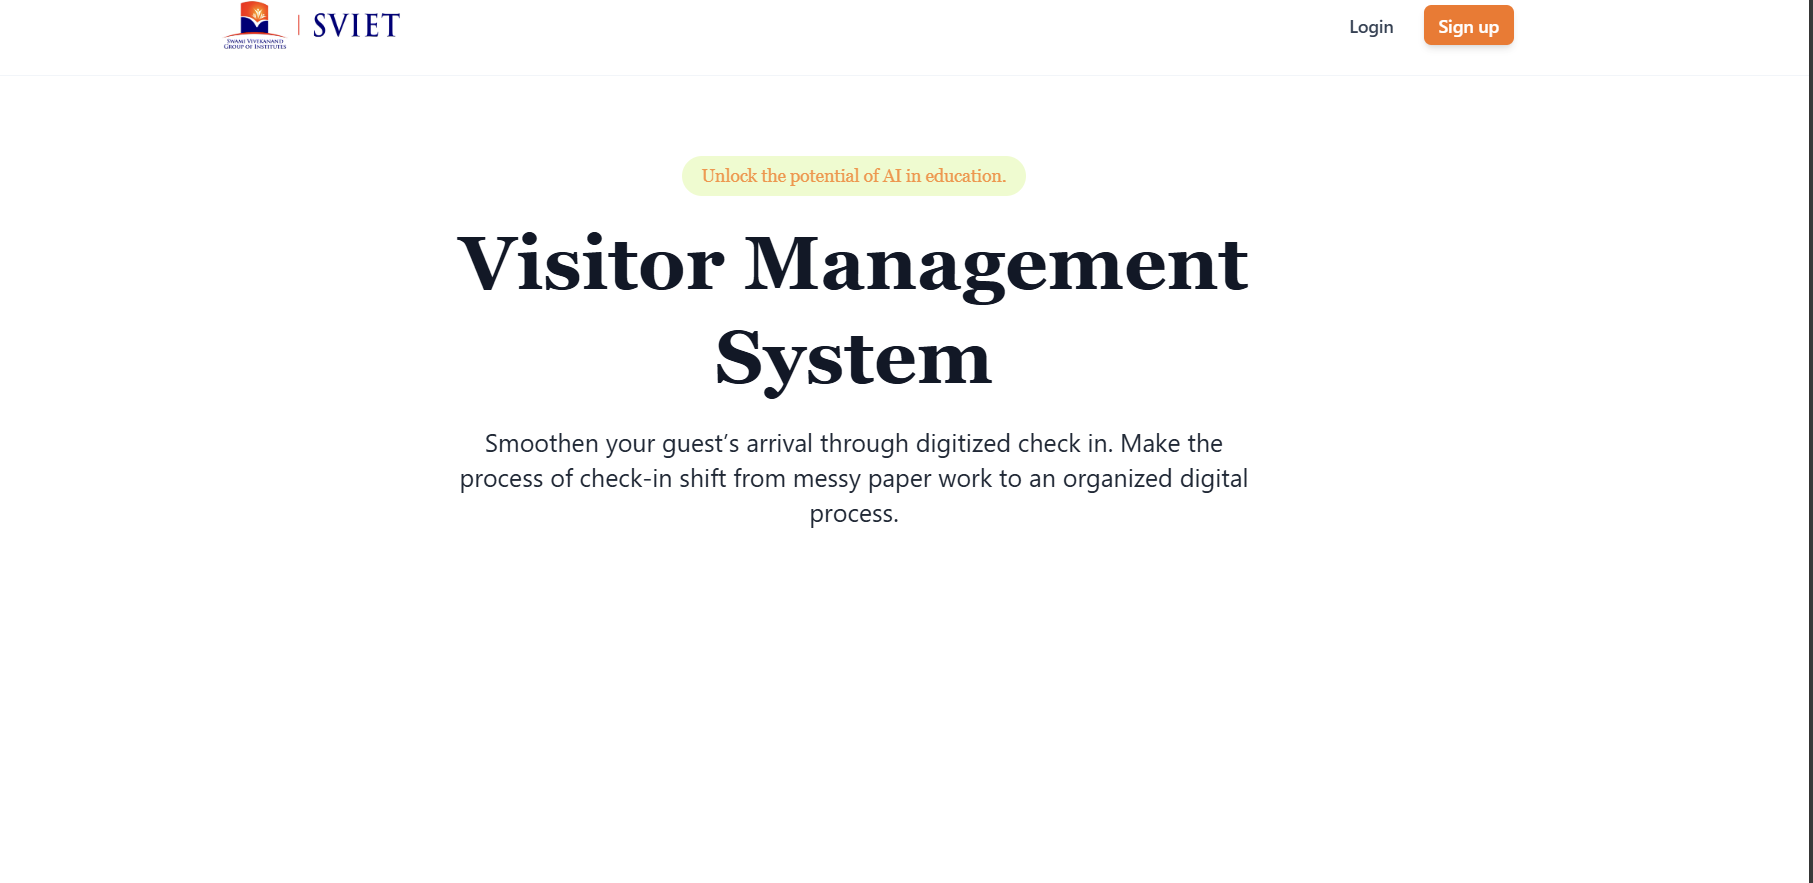 SWAMI VIVEKANAND
GROUP OF INSTITUTES
SVIET
Login
Sign up
Unlock the potential of AI in education.
Visitor Management
System
Smoothen your guest’s arrival through digitized check in. Make the
process of check-in shift from messy paper work to an organized digital
process.